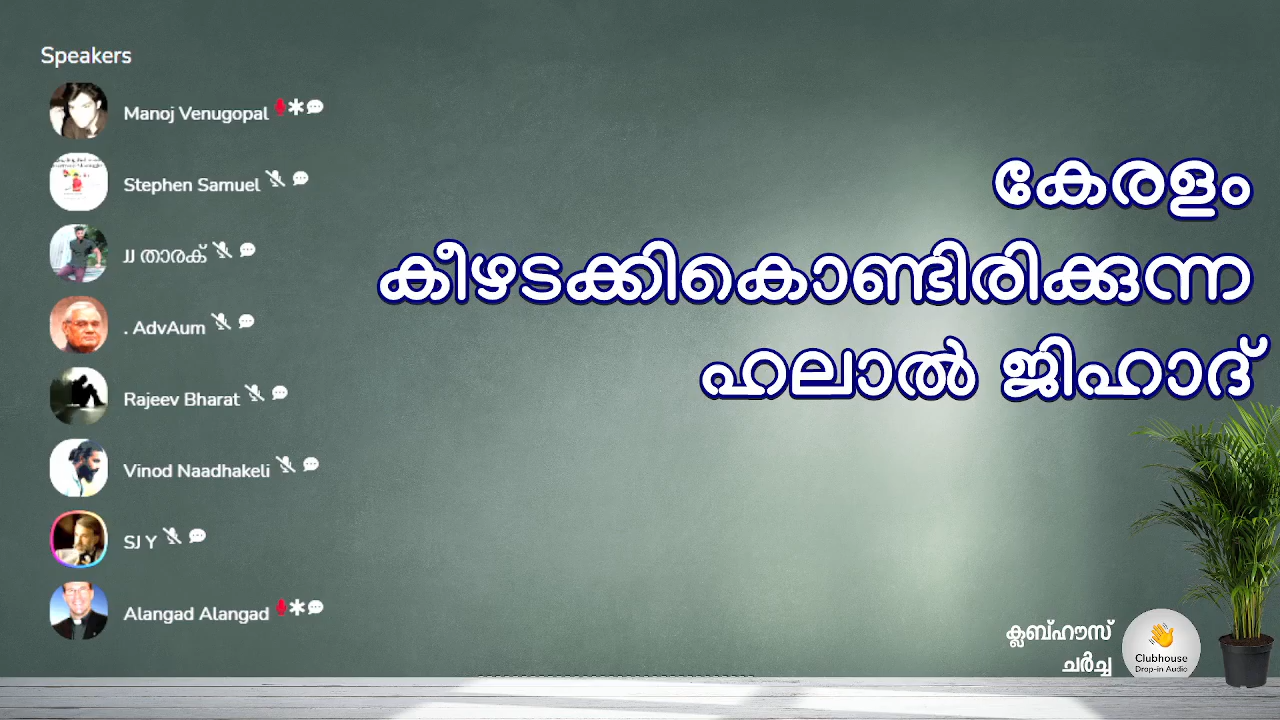 Speakers
Manoj Venugopal
Stephen Samuel
JJ താരക്
. AdvAum
Rajeev Bharat
Vinod Naadhakeli
SJ Y
Alangad Alangad
കേരളം
കീഴടക്കികൊണ്ടിരിക്കുന്ന
ഹലാൽ ജിഹാദ്
ക്ലബ്ഹൗസ്
ചർച്ച
Clubhouse
Drop-in Audio